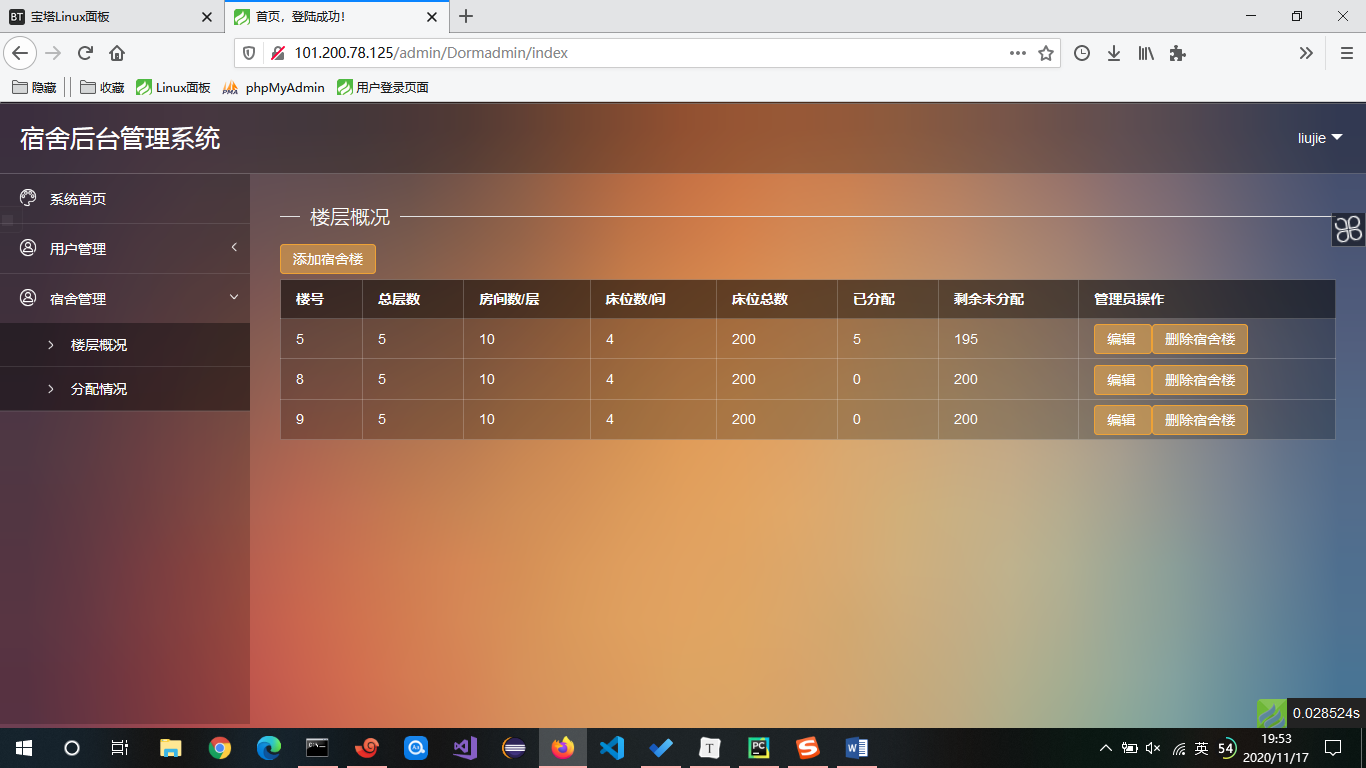 BT 宝塔Linux面板
首页，登陆成功！
101.200.78.125/admin/Dormadmin/index
隐藏 收藏 Linux面板 phpMyAdmin 用户登录页面
宿舍后台管理系统
liujie
系统首页
用户管理
宿舍管理
楼层概况
分配情况
楼层概况
添加宿舍楼
楼号 总层数 房间数/层 床位数/间 床位总数 已分配 剩余未分配 管理员操作
5 5 10 4 200 5 195 编辑 删除宿舍楼
8 5 10 4 200 0 200 编辑 删除宿舍楼
9 5 10 4 200 0 200 编辑 删除宿舍楼
0.028524s
英 54
19:53
2020/11/17